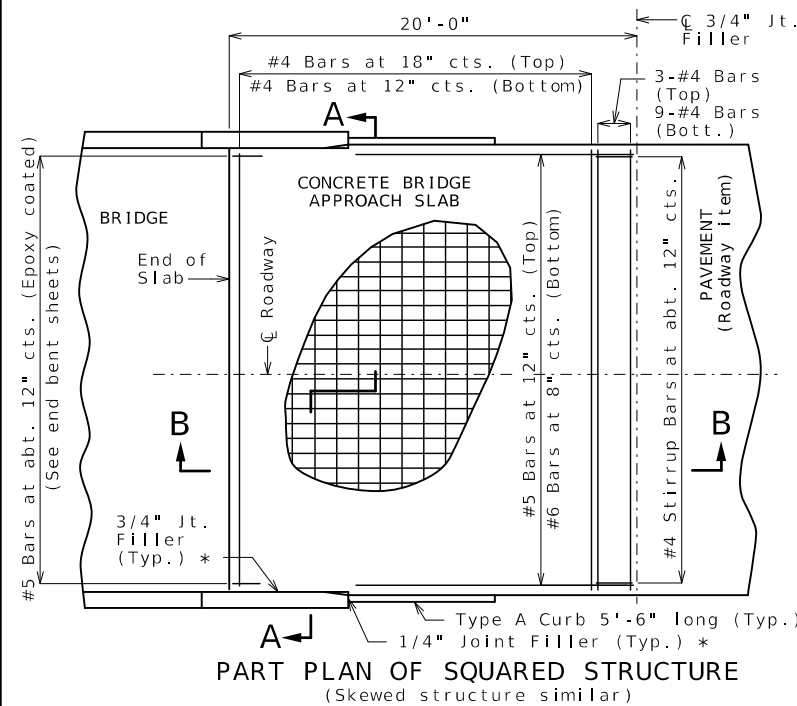 20'-0"
℄ 3/4" Jt.
Filler
#4 Bars at 18" cts. (Top)
#4 Bars at 12" cts. (Bottom)
3-#4 Bars
(Top)
9-#4 Bars
(Bott.)
A
CONCRETE BRIDGE
APPROACH SLAB
BRIDGE
End of
Slab
℄ Roadway
#5 Bars at abt. 12" cts. (Epoxy coated)
(See end bent sheets)
#5 Bars at 12" cts. (Top)
#6 Bars at 8" cts. (Bottom)
#4 Stirrup Bars at abt. 12" cts.
PAVEMENT
(Roadway item)
B
B
3/4" Jt.
Filler
(Typ.) *
A
Type A Curb 5'-6" long (Typ.)
1/4" Joint Filler (Typ.) *
PART PLAN OF SQUARED STRUCTURE
(Skewed structure similar)